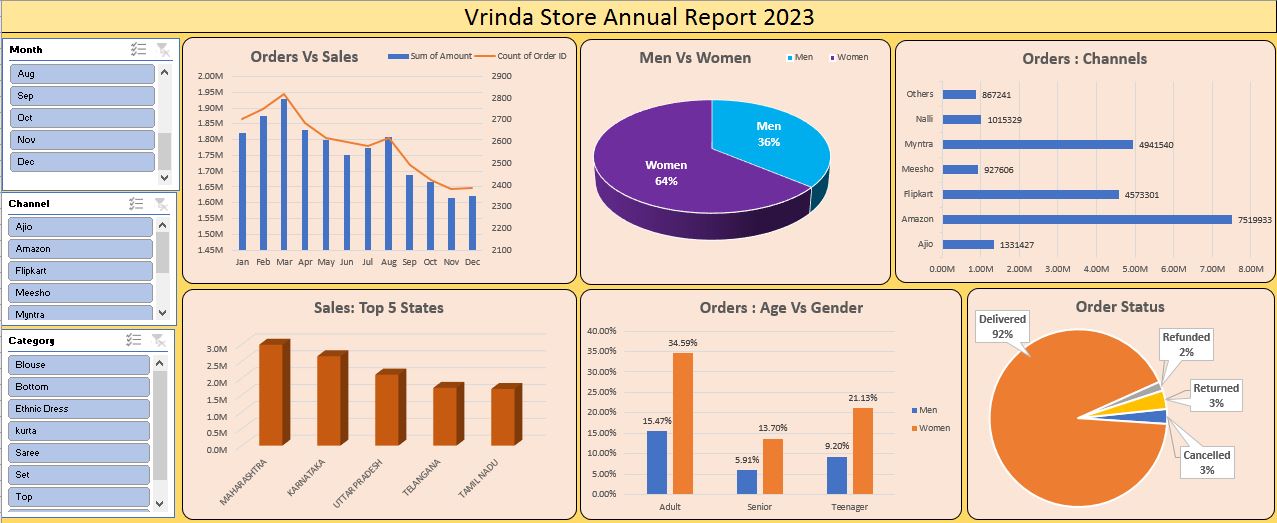 Vrinda Store Annual Report 2023
Month
Aug
Sep
Oct
Nov
Dec
Channel
Ajio
Amazon
Flipkart
Meesho
Myntra
Category
Blouse
Bottom
Ethnic Dress
kurta
Saree
Set
Top
Orders Vs Sales
Sum of Amount
Count of Order ID
2.00M
1.95M
1.90M
1.85M
1.80M
1.75M
1.70M
1.65M
1.60M
1.55M
1.50M
1.45M
2900
2800
2700
2600
2500
2400
2300
2200
2100
Jan Feb Mar Apr May Jun Jul Aug Sep Oct Nov Dec
Men Vs Women
Men Women
Men
36%
Women
64%
Orders : Channels
Others 867241
Nalli 1015329
Myntra 4941540
Meesho 927606
Flipkart 4573301
Amazon 7519933
Ajio 1331427
0.00M 1.00M 2.00M 3.00M 4.00M 5.00M 6.00M 7.00M 8.00M
Sales: Top 5 States
3.0M
2.5M
2.0M
1.5M
1.0M
0.5M
0.0M
MAHARASHTRA
KARNATAKA
UTTAR PRADESH
TELANGANA
TAMIL NADU
Orders : Age Vs Gender
40.00%
35.00%
30.00%
25.00%
20.00%
15.00%
10.00%
5.00%
0.00%
15.47%
34.59%
5.91%
13.70%
9.20%
21.13%
Adult Senior Teenager
Men
Women
Order Status
Delivered
92%
Refunded
2%
Returned
3%
Cancelled
3%